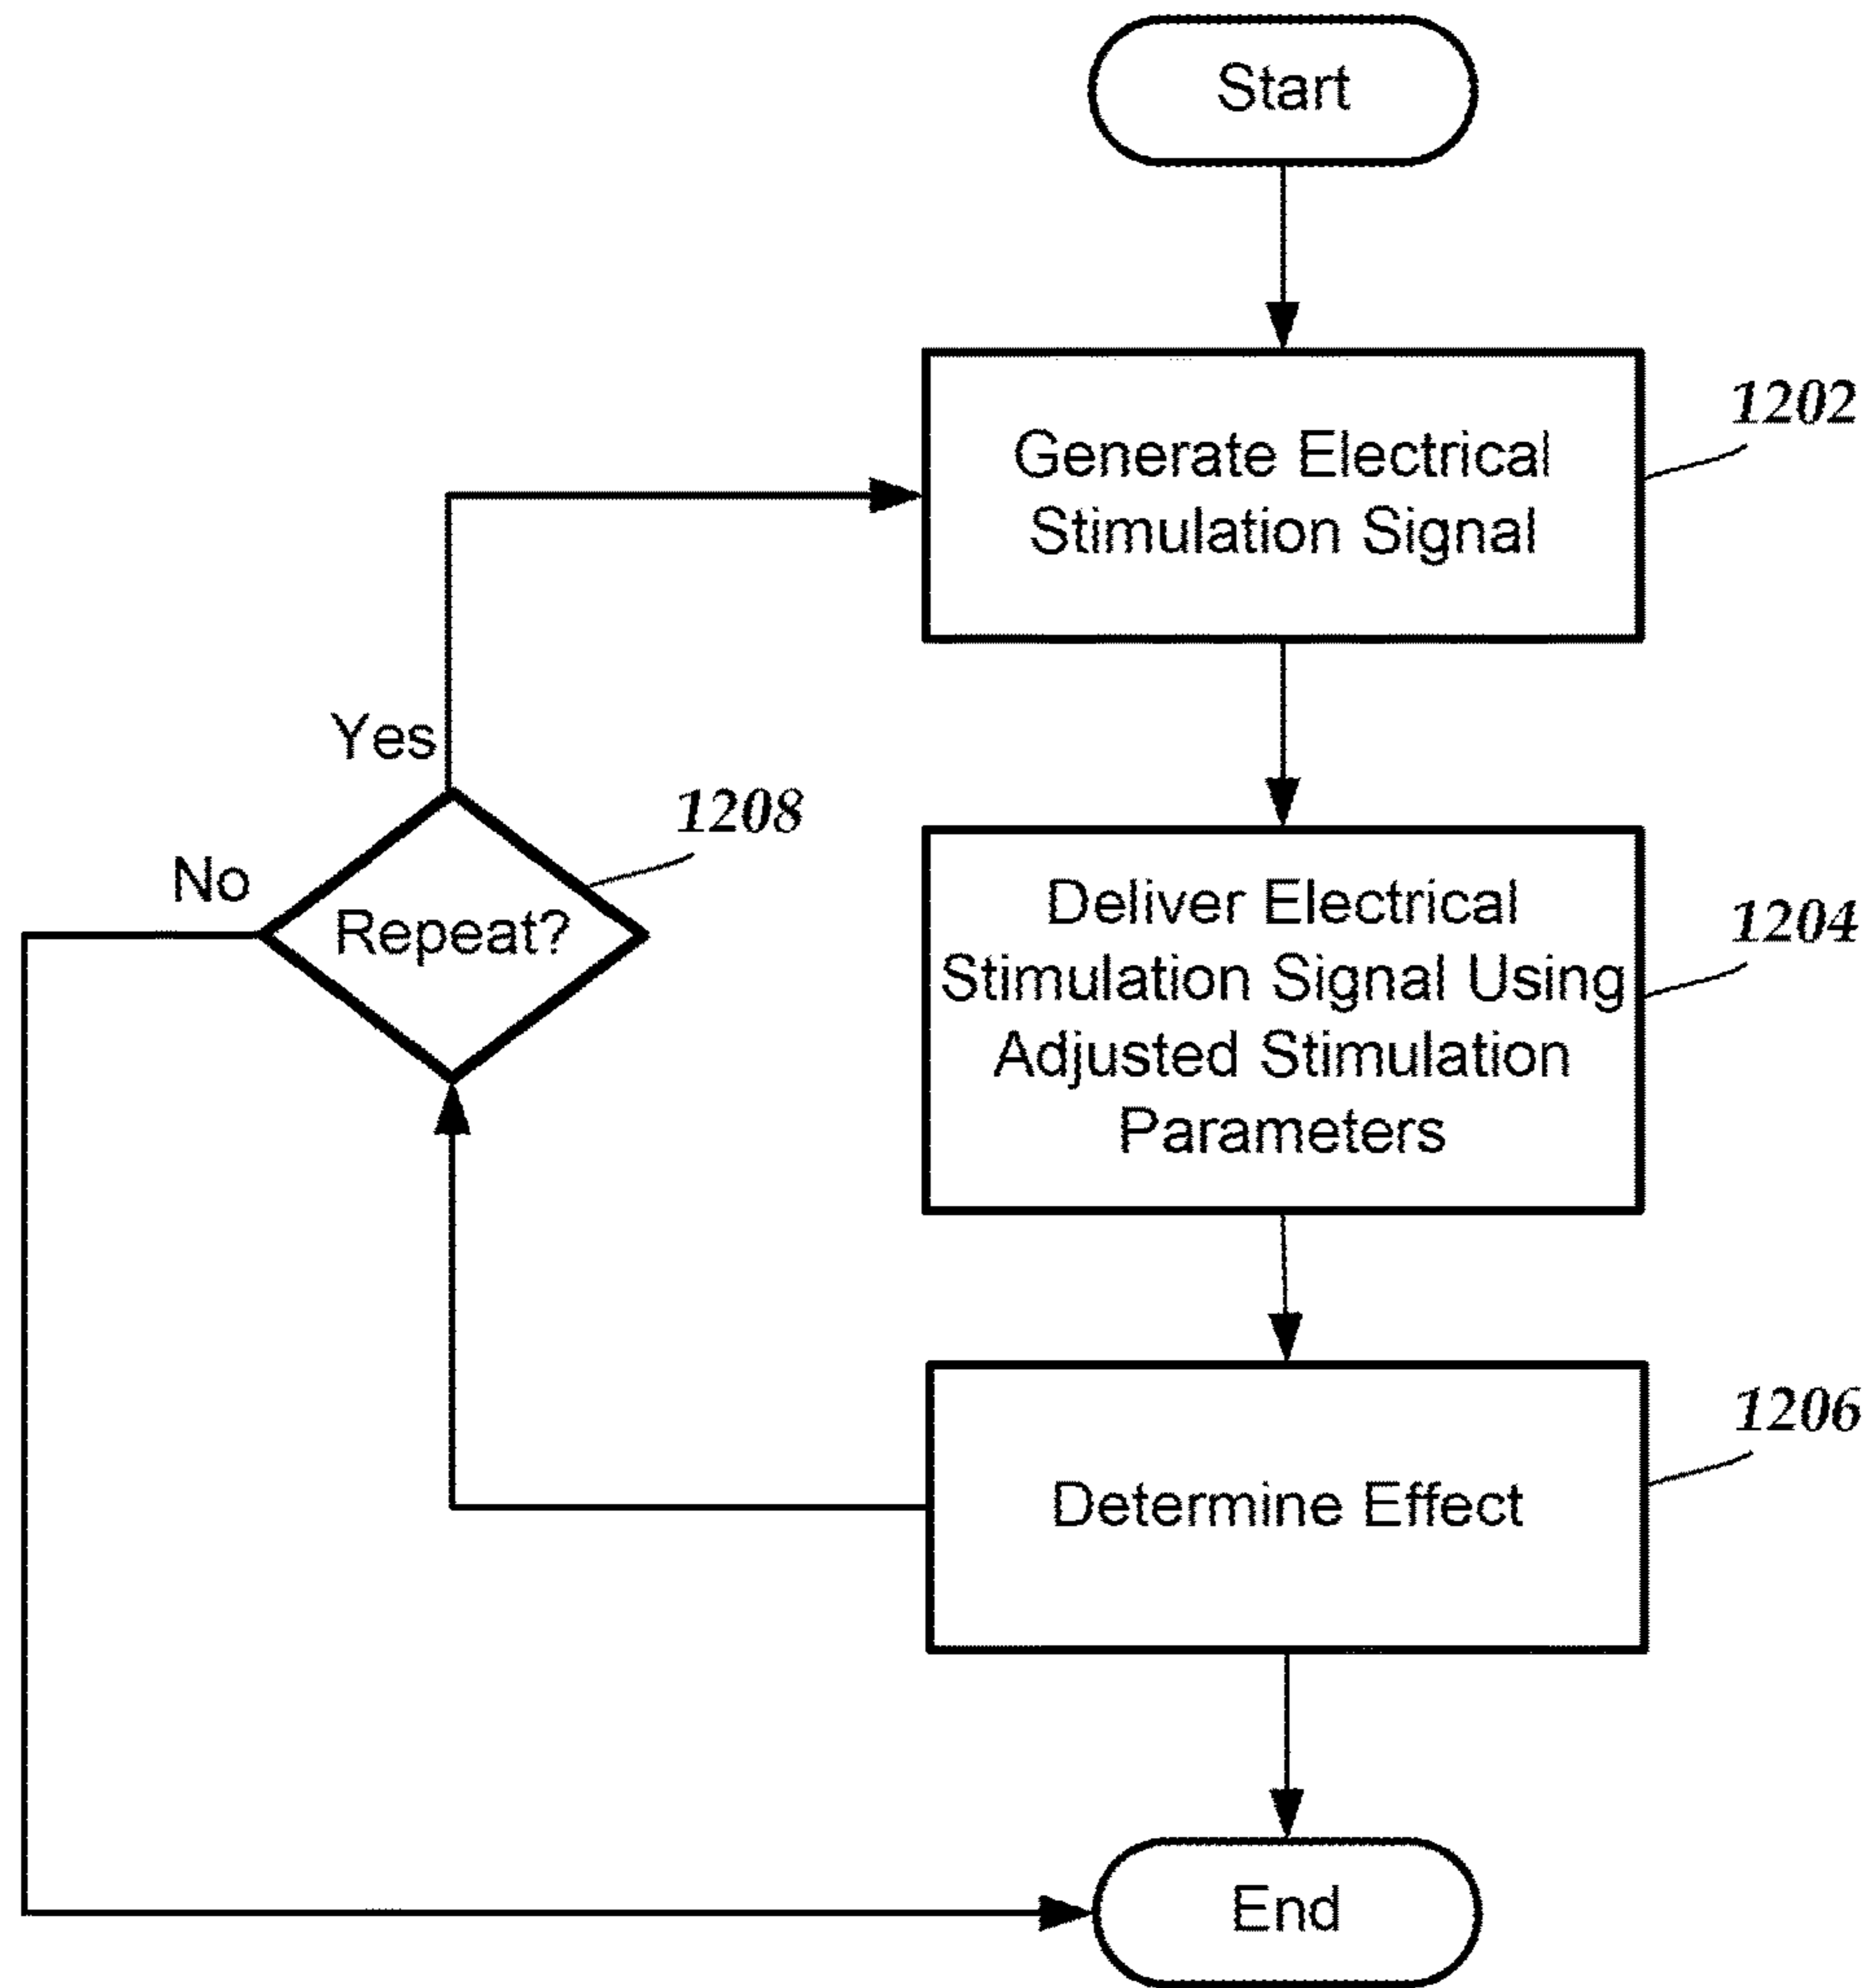 Start
1202
Generate Electrical
Stimulation Signal
Yes
1208
No
Repeat?
1204
Deliver Electrical
Stimulation Signal Using
Adjusted Stimulation
Parameters
1206
Determine Effect
End